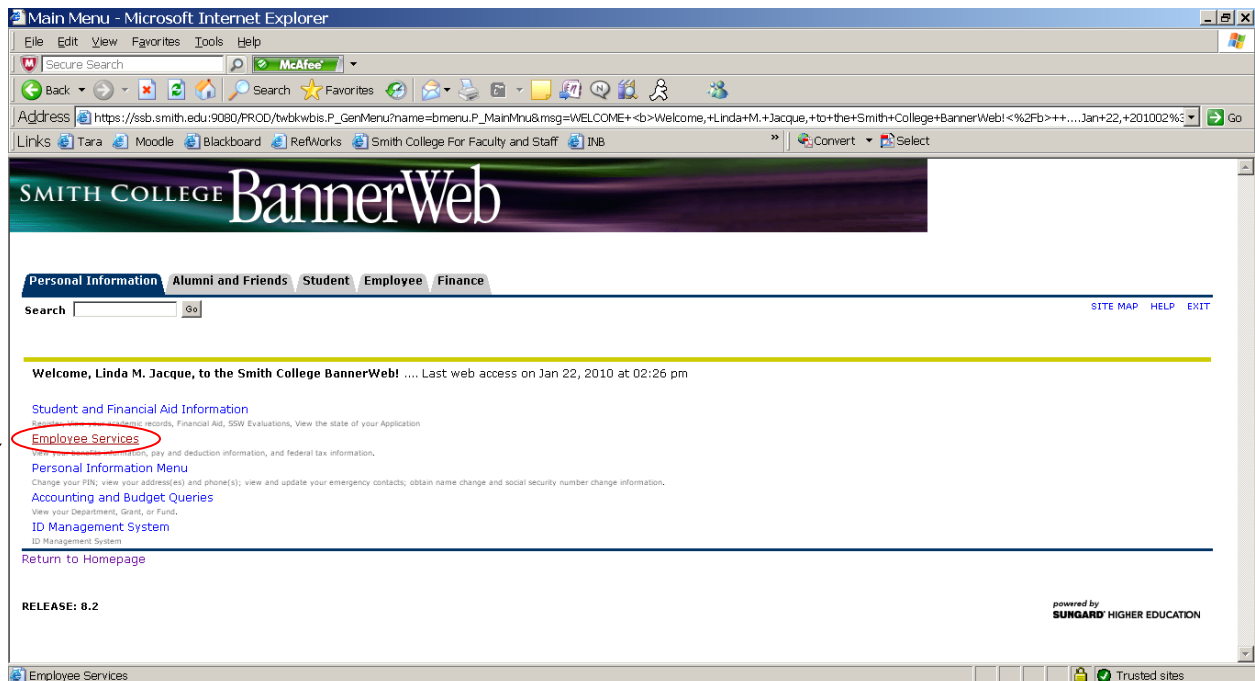 Main Menu - Microsoft Internet Explorer
File Edit View Favorites Tools Help
Secure Search McAfee
Back Search Favorites
Address https://ssb.smith.edu:9080/PROD/twbkwbis.P_GenMenu?name=bmenu.P_MainMnu&msg=WELCOME+<b>Welcome,+Linda+M.+Jacque,+to+the+Smith+College+BannerWeb!<%2Fb>++....Jan+22,+201002%3 Go
Links Tara Moodle Blackboard RefWorks Smith College For Faculty and Staff INB » Convert Select
SMITH COLLEGE BannerWeb
Personal Information Alumni and Friends Student Employee Finance
Search Go SITE MAP HELP EXIT
Welcome, Linda M. Jacque, to the Smith College BannerWeb! .... Last web access on Jan 22, 2010 at 02:26 pm
Student and Financial Aid Information
Register, View your academic records, Financial Aid, SSW Evaluations, View the state of your Application
Employee Services
View your benefits information, pay and deduction information, and federal tax information.
Personal Information Menu
Change your PIN; view your address(es) and phone(s); view and update your emergency contacts; obtain name change and social security number change information.
Accounting and Budget Queries
View your Department, Grant, or Fund.
ID Management System
ID Management System
Return to Homepage
RELEASE: 8.2
powered by
SUNGARD' HIGHER EDUCATION
Employee Services Trusted sites